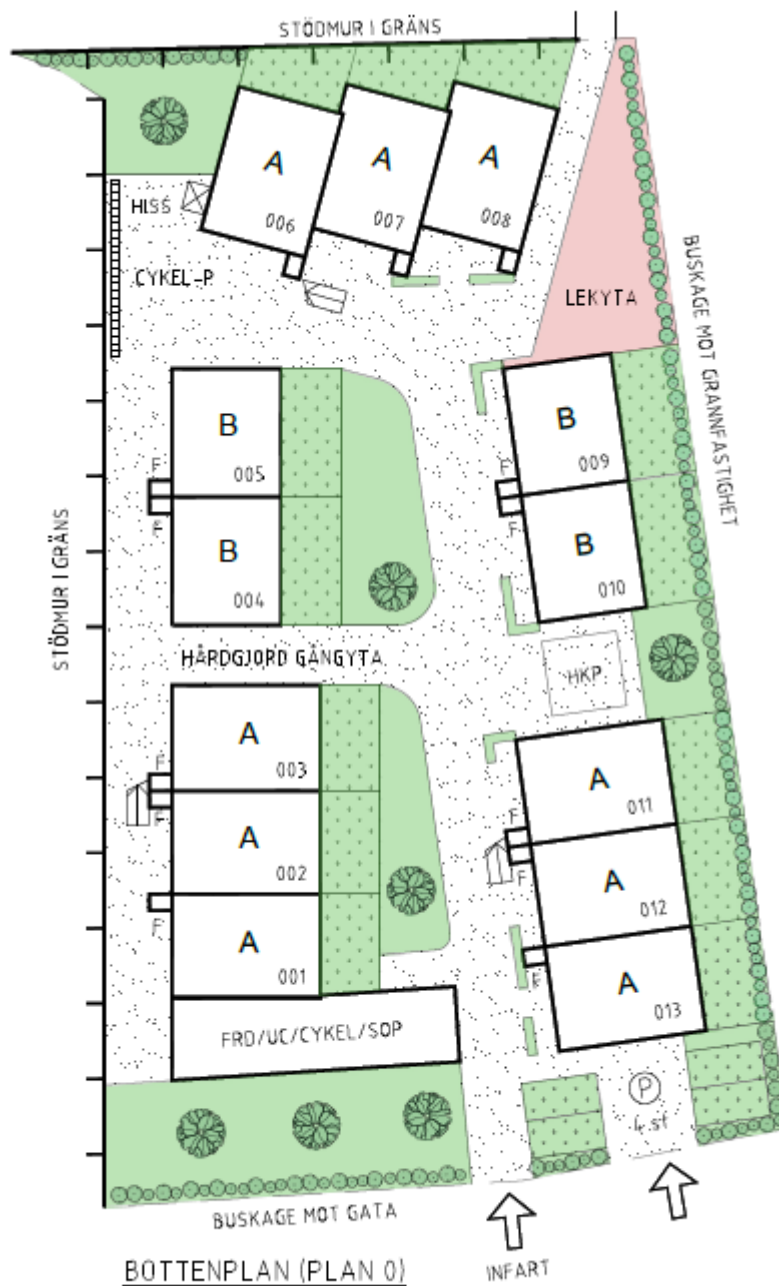 STÖDMUR I GRÄNS
A
006
A
007
A
008
HISS
CYKEL-P
LEKYTA
BUSKAGE MOT GRANNFASTIGHET
B
005
F
F
B
004
B
009
F
F
B
010
STÖDMUR I GRÄNS
HÅRDGJORD GÅNGYTA
HKP
A
003
F
F
A
002
F
A
001
A
011
F
F
A
012
F
A
013
FRD/UC/CYKEL/SOP
P
4 st
BUSKAGE MOT GATA
INFART
BOTTENPLAN (PLAN 0)